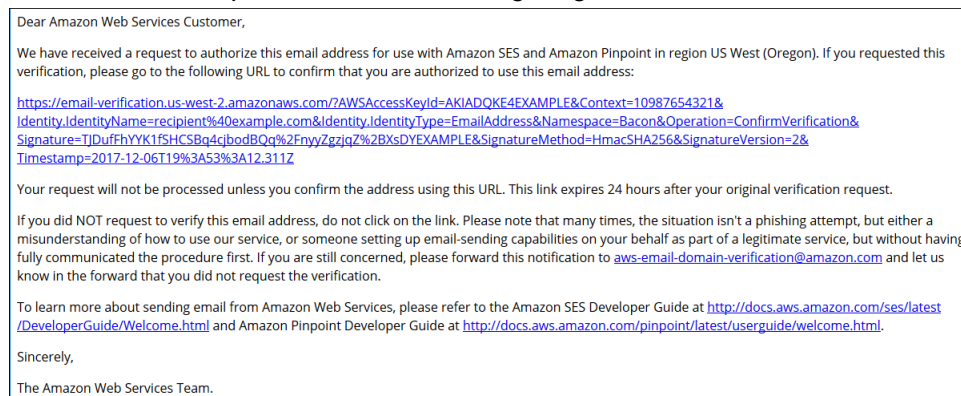 Dear Amazon Web Services Customer,
We have received a request to authorize this email address for use with Amazon SES and Amazon Pinpoint in region US West (Oregon). If you requested this
verification, please go to the following URL to confirm that you are authorized to use this email address:
https://email-verification.us-west-2.amazonaws.com/?AWSAccessKeyId=AKIADQKE4EXAMPLE&Context=10987654321&
Identity.IdentityName=recipient%40example.com&Identity.IdentityType=EmailAddress&Namespace=Bacon&Operation=ConfirmVerification&
Signature=TJDufFhYYK1fSHCSBq4cjbodBQq%2FnyyZgzjqZ%2BXsDYEXAMPLE&SignatureMethod=HmacSHA256&SignatureVersion=2&
Timestamp=2017-12-06T19%3A53%3A12.311Z
Your request will not be processed unless you confirm the address using this URL. This link expires 24 hours after your original verification request.
If you did NOT request to verify this email address, do not click on the link. Please note that many times, the situation isn't a phishing attempt, but either a
misunderstanding of how to use our service, or someone setting up email-sending capabilities on your behalf as part of a legitimate service, but without having
fully communicated the procedure first. If you are still concerned, please forward this notification to aws-email-domain-verification@amazon.com and let us
know in the forward that you did not request the verification.
To learn more about sending email from Amazon Web Services, please refer to the Amazon SES Developer Guide at http://docs.aws.amazon.com/ses/latest
/DeveloperGuide/Welcome.html and Amazon Pinpoint Developer Guide at http://docs.aws.amazon.com/pinpoint/latest/userguide/welcome.html.
Sincerely,
The Amazon Web Services Team.